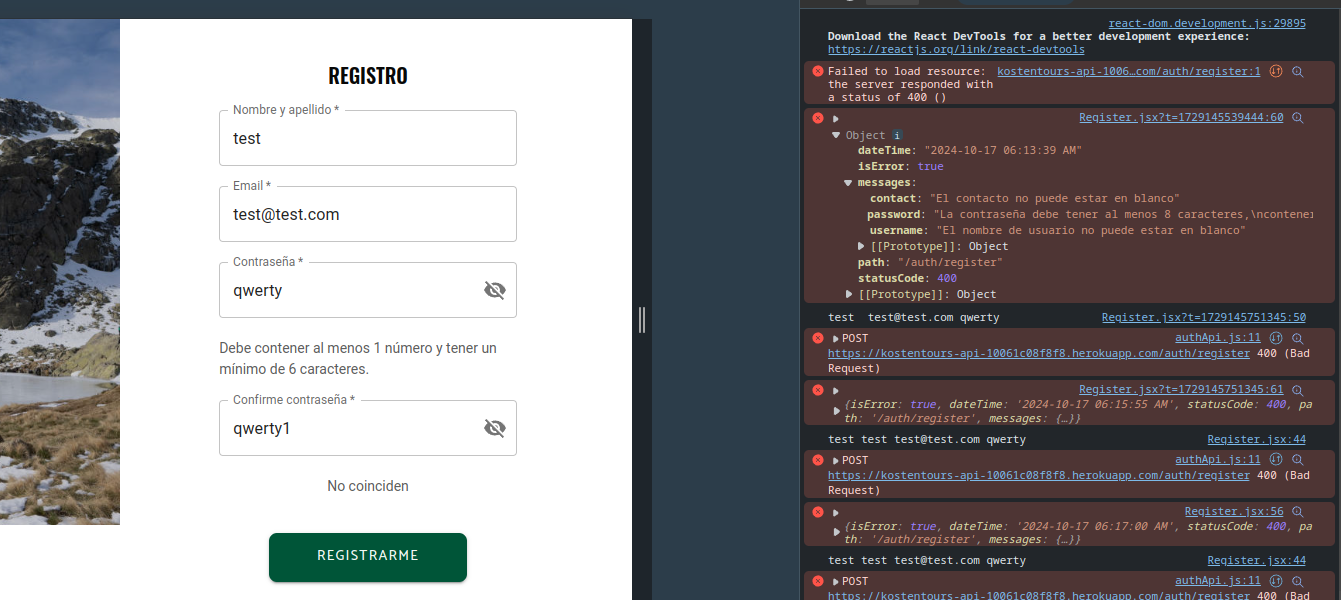 REGISTRO
Nombre y apellido *
test
Email *
test@test.com
Contraseña *
qwerty
Debe contener al menos 1 número y tener un
mínimo de 6 caracteres.
Confirme contraseña *
qwerty1
No coinciden
REGISTRARME
react-dom.development.js:29895
Download the React DevTools for a better development experience:
https://reactjs.org/link/react-devtools
Failed to load resource: kostentours-api-1006…com/auth/register:1
the server responded with
a status of 400 ()
Register.jsx?t=1729145539444:60
Object i
dateTime: "2024-10-17 06:13:39 AM"
isError: true
messages:
contact: "El contacto no puede estar en blanco"
password: "La contraseña debe tener al menos 8 caracteres,\ncontener
username: "El nombre de usuario no puede estar en blanco"
[[Prototype]]: Object
path: "/auth/register"
statusCode: 400
[[Prototype]]: Object
test  test@test.com qwerty Register.jsx?t=1729145751345:50
POST authApi.js:11
https://kostentours-api-10061c08f8f8.herokuapp.com/auth/register 400 (Bad
Request)
Register.jsx?t=1729145751345:61
{isError: true, dateTime: '2024-10-17 06:15:55 AM', statusCode: 400, pa
th: '/auth/register', messages: {…}}
test test test@test.com qwerty Register.jsx:44
POST authApi.js:11
https://kostentours-api-10061c08f8f8.herokuapp.com/auth/register 400 (Bad
Request)
Register.jsx:56
{isError: true, dateTime: '2024-10-17 06:17:00 AM', statusCode: 400, pa
th: '/auth/register', messages: {…}}
test test test@test.com qwerty Register.jsx:44
POST authApi.js:11
https://kostentours-api-10061c08f8f8.herokuapp.com/auth/register 400 (Bad